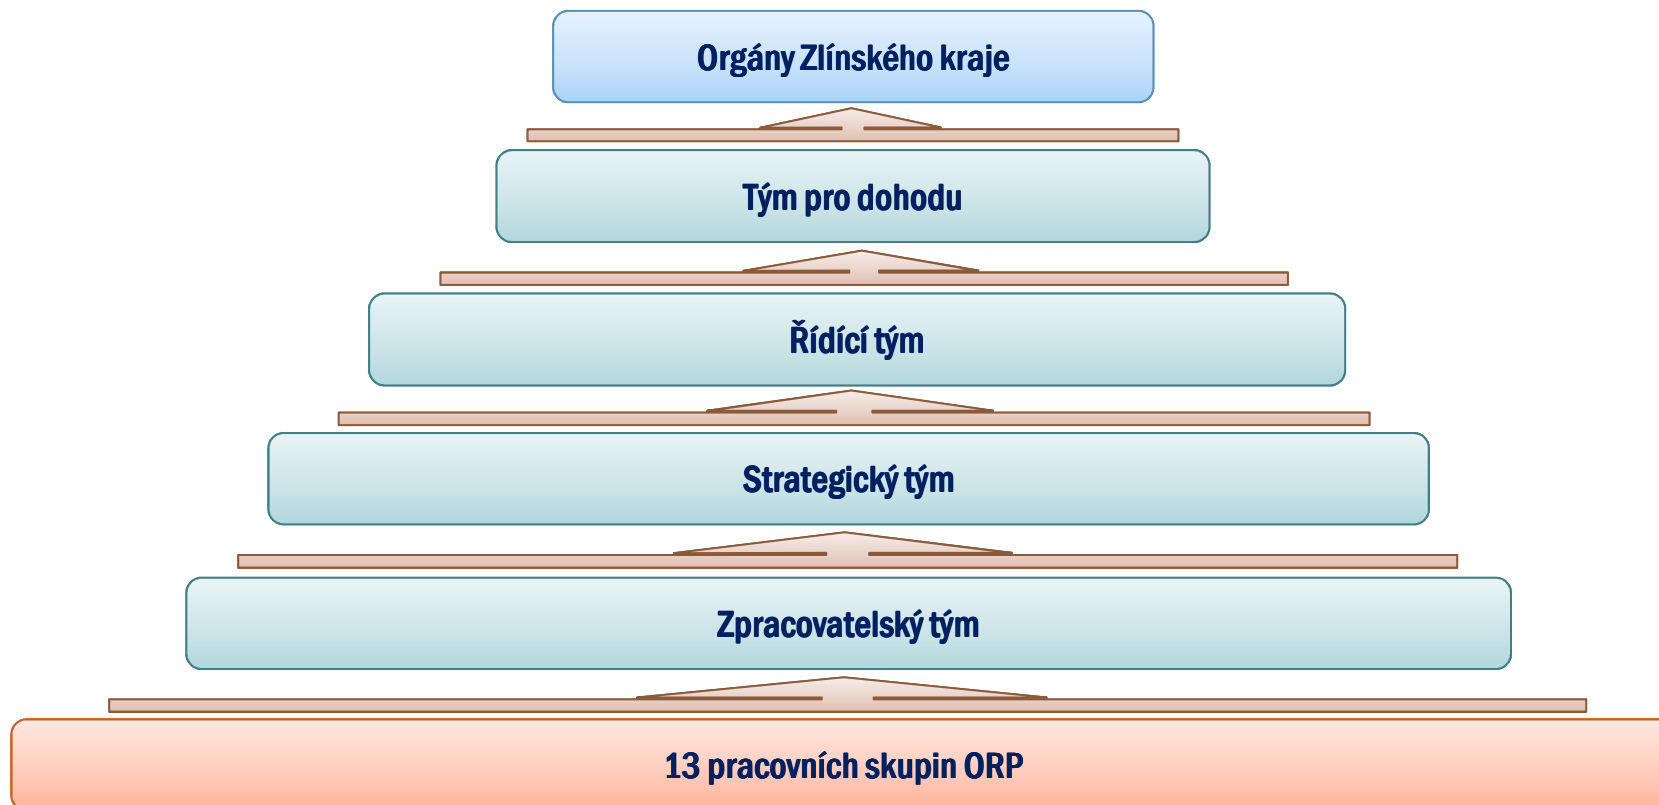 Orgány Zlínského kraje
Tým pro dohodu
Řídící tým
Strategický tým
Zpracovatelský tým
13 pracovních skupin ORP